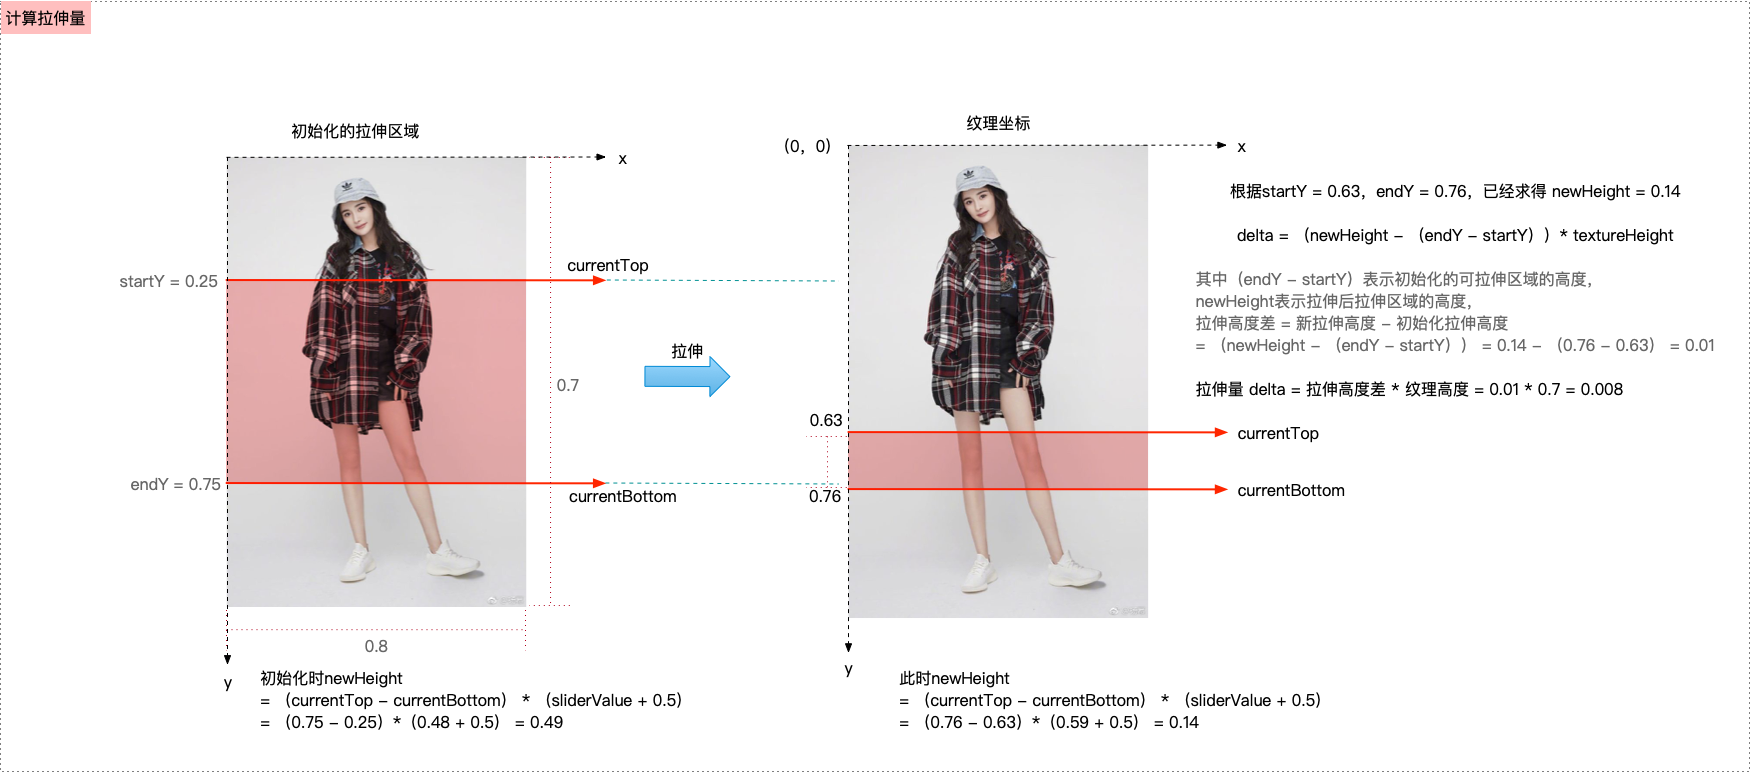 计算拉伸量
初始化的拉伸区域
x
startY = 0.25
currentTop
0.7
endY = 0.75
currentBottom
0.8
y
初始化时newHeight
= （currentTop - currentBottom） * （sliderValue + 0.5）
= （0.75 - 0.25）*（0.48 + 0.5） = 0.49
拉伸
纹理坐标
（0，0）
x
0.63
currentTop
0.76
currentBottom
y
此时newHeight
= （currentTop - currentBottom） * （sliderValue + 0.5）
= （0.76 - 0.63）*（0.59 + 0.5） = 0.14
根据startY = 0.63，endY = 0.76，已经求得 newHeight = 0.14
delta = （newHeight - （endY - startY））* textureHeight
其中（endY - startY）表示初始化的可拉伸区域的高度，
newHeight表示拉伸后拉伸区域的高度，
拉伸高度差 = 新拉伸高度 - 初始化拉伸高度
= （newHeight - （endY - startY）） = 0.14 - （0.76 - 0.63） = 0.01
拉伸量 delta = 拉伸高度差 * 纹理高度 = 0.01 * 0.7 = 0.008